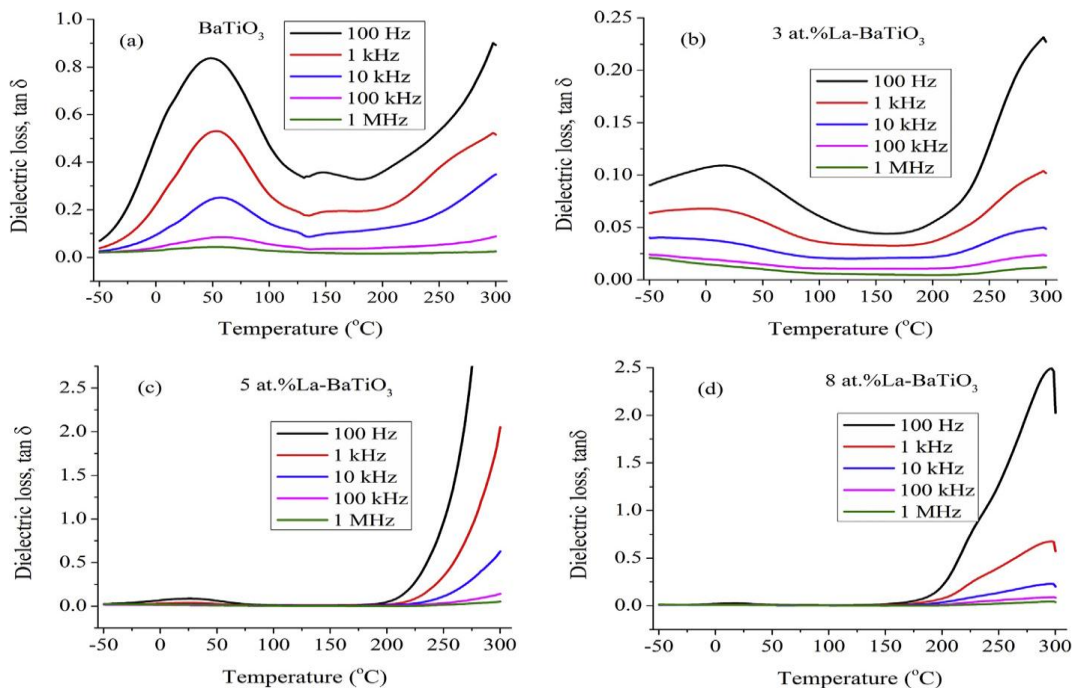 (a)
BaTiO₃
100 Hz
1 kHz
10 kHz
100 kHz
1 MHz
1.0
0.8
0.6
0.4
0.2
0.0
Dielectric loss, tan δ
-50 0 50 100 150 200 250 300
Temperature (°C)
(b)
3 at.%La-BaTiO₃
100 Hz
1 kHz
10 kHz
100 kHz
1 MHz
0.25
0.20
0.15
0.10
0.05
0.00
Dielectric loss, tan δ
-50 0 50 100 150 200 250 300
Temperature (°C)
(c)
5 at.%La-BaTiO₃
100 Hz
1 kHz
10 kHz
100 kHz
1 MHz
2.5
2.0
1.5
1.0
0.5
0.0
Dielectric loss, tan δ
-50 0 50 100 150 200 250 300
Temperature (°C)
(d)
8 at.%La-BaTiO₃
100 Hz
1 kHz
10 kHz
100 kHz
1 MHz
2.5
2.0
1.5
1.0
0.5
0.0
Dielectric loss, tanδ
-50 0 50 100 150 200 250 300
Temperature (°C)